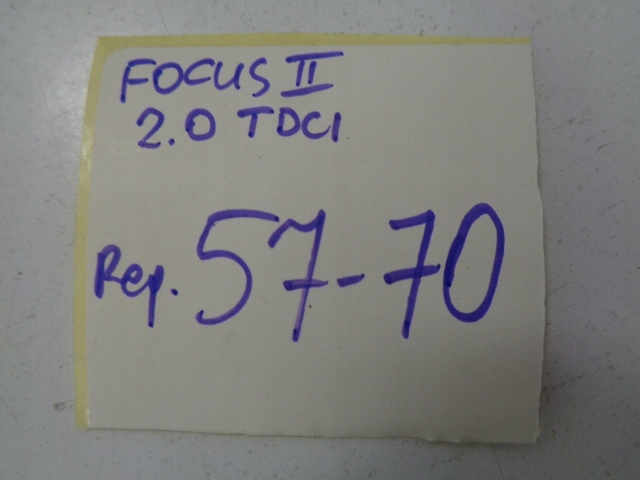 FOCUS II
2.0 TDCI
Rep. 57-70